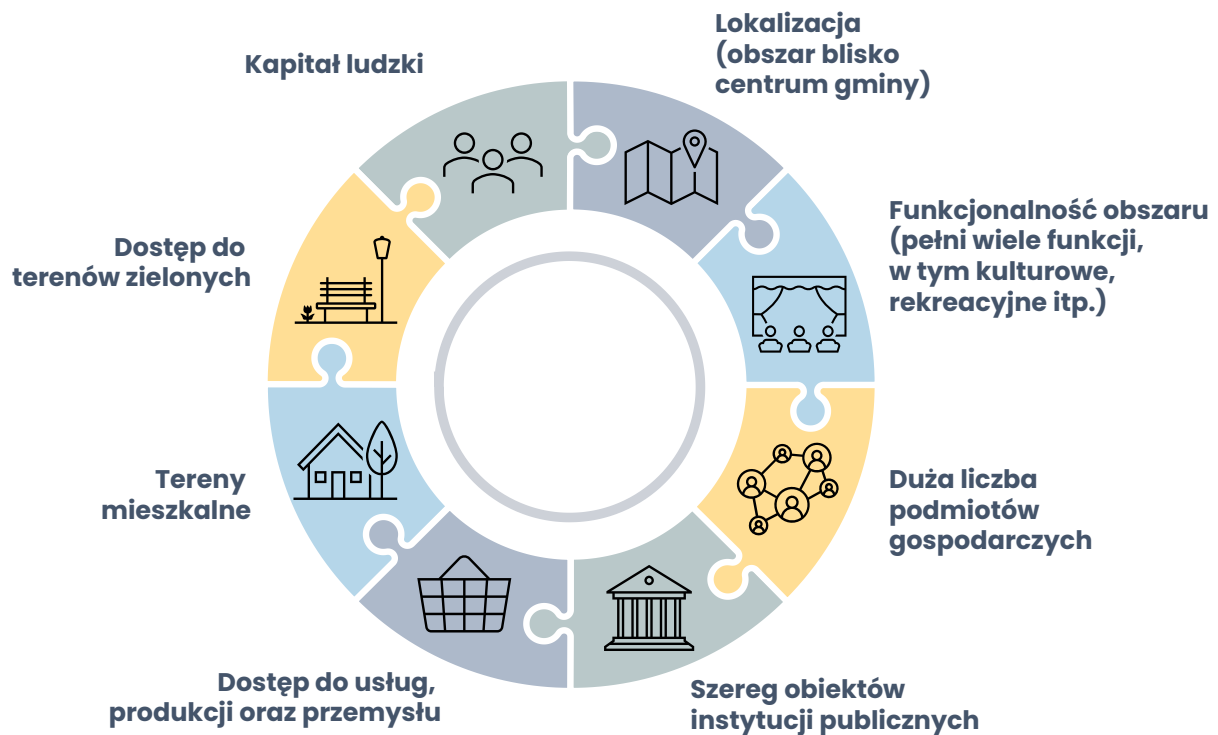 Kapitał ludzki
Lokalizacja
(obszar blisko
centrum gminy)
Funkcjonalność obszaru
(pełni wiele funkcji,
w tym kulturowe,
rekreacyjne itp.)
Duża liczba
podmiotów
gospodarczych
Szereg obiektów
instytucji publicznych
Dostęp do usług,
produkcji oraz przemysłu
Tereny
mieszkalne
Dostęp do
terenów zielonych